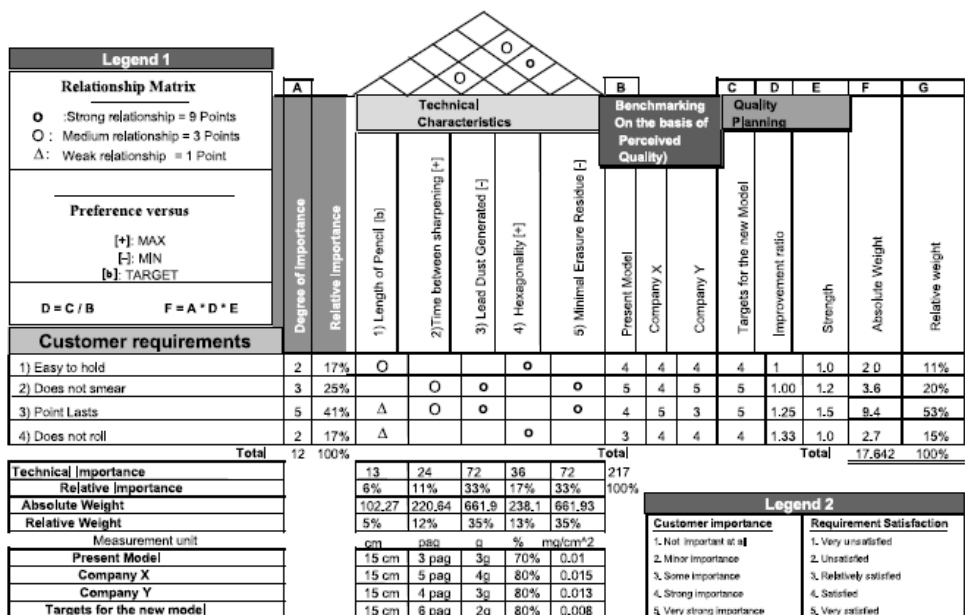 Legend 1
Relationship Matrix
o :Strong relationship = 9 Points
O : Medium relationship = 3 Points
Δ: Weak relationship = 1 Point
Preference versus
[+]: MAX
[-]: MIN
[b]: TARGET
D = C / B F = A * D * E
Customer requirements
A B C D E F G
Technical Characteristics
Benchmarking On the basis of Perceived Quality)
Quality Planning
Degree of Importance
Relative Importance
1) Length of Pencil [b]
2)Time between sharpening [+]
3) Lead Dust Generated [-]
4) Hexagonality [+]
5) Minimal Erasure Residue [-]
Present Model
Company X
Company Y
Targets for the new Model
Improvement ratio
Strength
Absolute Weight
Relative weight
1) Easy to hold 2 17% O o 4 4 4 4 1 1.0 2 0 11%
2) Does not smear 3 25% O o o 5 4 5 5 1.00 1.2 3.6 20%
3) Point Lasts 5 41% Δ O o o 4 5 3 5 1.25 1.5 9.4 53%
4) Does not roll 2 17% Δ o 3 4 4 4 1.33 1.0 2.7 15%
Total 12 100% Total Total 17.642 100%
Technical Importance 13 24 72 36 72 217
Relative Importance 6% 11% 33% 17% 33% 100%
Absolute Weight 102.27 220.64 661.9 238.1 661.93
Relative Weight 5% 12% 35% 13% 35%
Measurement unit cm pag g % mg/cm^2
Present Model 15 cm 3 pag 3g 70% 0.01
Company X 15 cm 5 pag 4g 80% 0.015
Company Y 15 cm 4 pag 3g 80% 0.013
Targets for the new model 15 cm 6 pag 2g 80% 0.008
Legend 2
Customer importance Requirement Satisfaction
1. Not important at all 1. Very unsatisfied
2. Minor importance 2. Unsatisfied
3. Some importance 3. Relatively satisfied
4. Strong importance 4. Satisfied
5. Very strong importance 5. Very satisfied